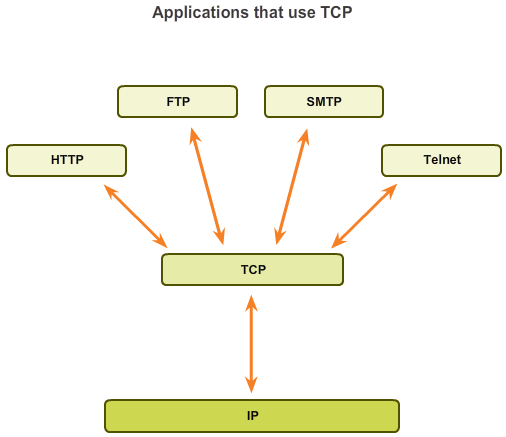 Applications that use TCP
FTP
SMTP
HTTP
Telnet
TCP
IP